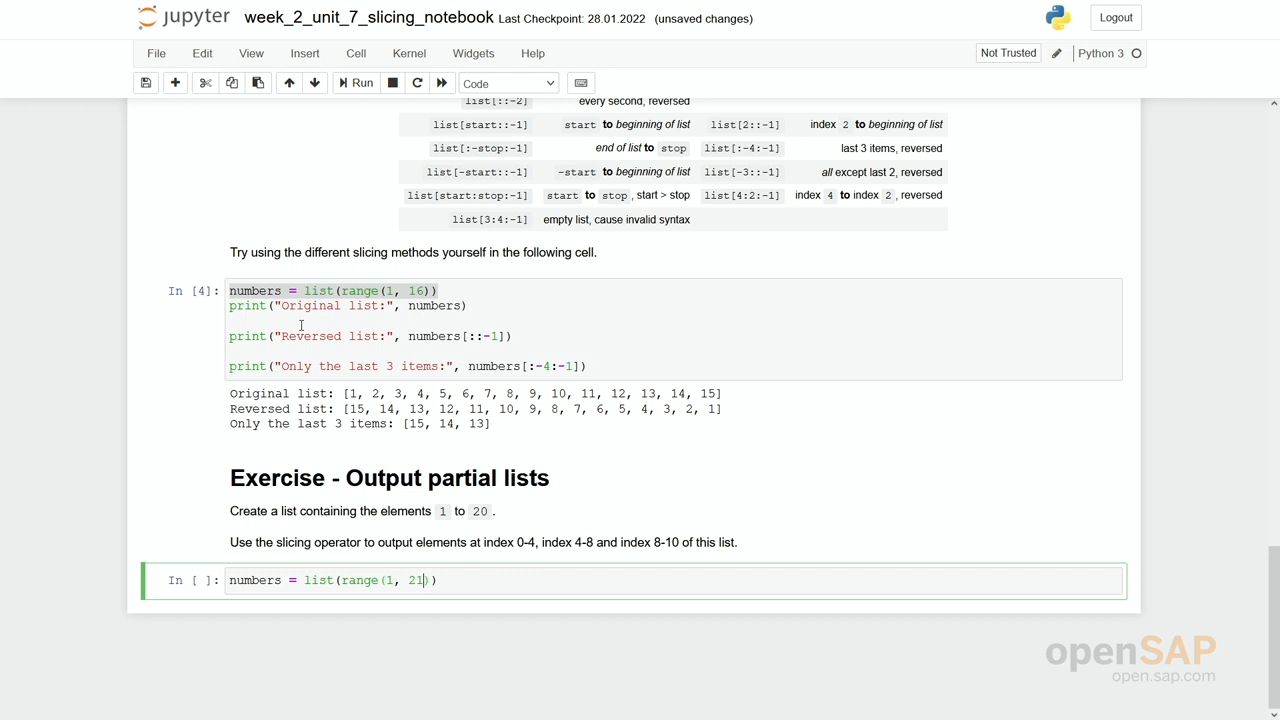 jupyter week_2_unit_7_slicing_notebook Last Checkpoint: 28.01.2022 (unsaved changes) Logout
File Edit View Insert Cell Kernel Widgets Help Not Trusted Python 3
Run Code
list[::-2] every second, reversed
list[start::-1] start to beginning of list list[2::-1] index 2 to beginning of list
list[:-stop:-1] end of list to stop list[:-4:-1] last 3 items, reversed
list[-start::-1] -start to beginning of list list[-3::-1] all except last 2, reversed
list[start:stop:-1] start to stop, start > stop list[4:2:-1] index 4 to index 2, reversed
list[3:4:-1] empty list, cause invalid syntax
Try using the different slicing methods yourself in the following cell.
In [4]: numbers = list(range(1, 16))
print("Original list:", numbers)
print("Reversed list:", numbers[::-1])
print("Only the last 3 items:", numbers[:-4:-1])
Original list: [1, 2, 3, 4, 5, 6, 7, 8, 9, 10, 11, 12, 13, 14, 15]
Reversed list: [15, 14, 13, 12, 11, 10, 9, 8, 7, 6, 5, 4, 3, 2, 1]
Only the last 3 items: [15, 14, 13]
Exercise - Output partial lists
Create a list containing the elements 1 to 20.
Use the slicing operator to output elements at index 0-4, index 4-8 and index 8-10 of this list.
In [ ]: numbers = list(range(1, 21))
openSAP
open.sap.com